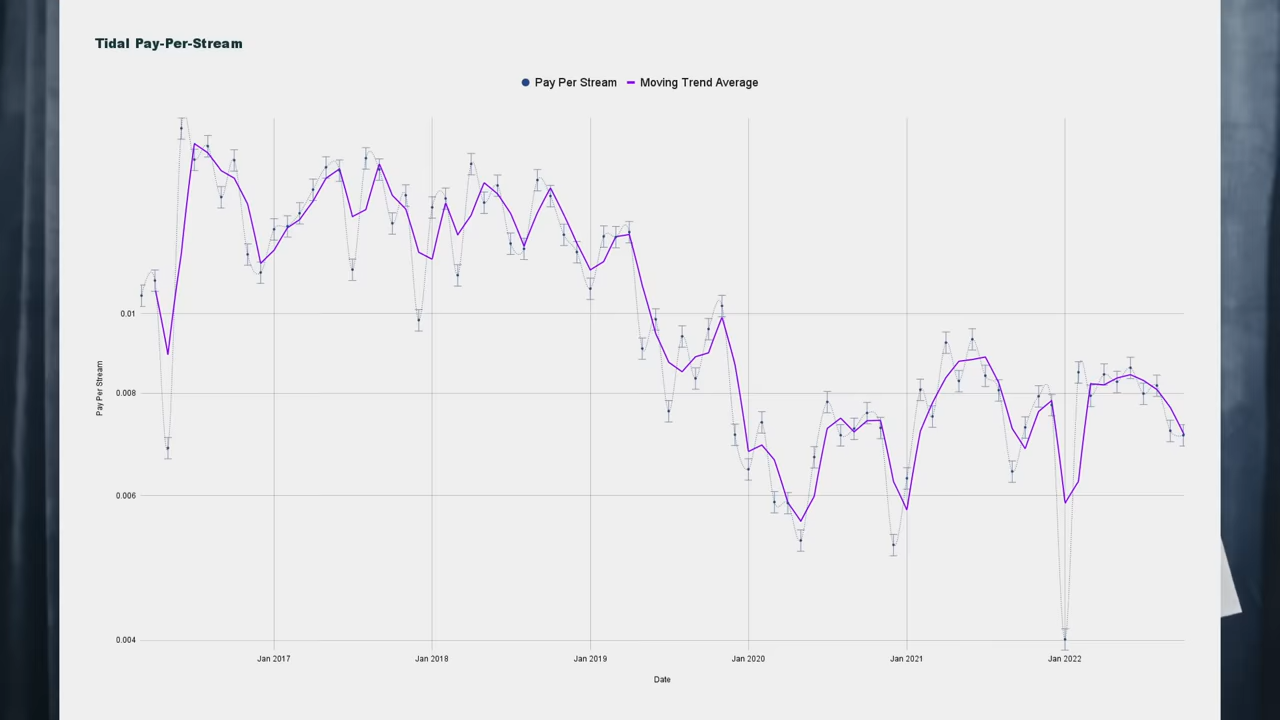 Tidal Pay-Per-Stream
Pay Per Stream Moving Trend Average
0.01
0.008
0.006
0.004
Pay Per Stream
Jan 2017 Jan 2018 Jan 2019 Jan 2020 Jan 2021 Jan 2022
Date